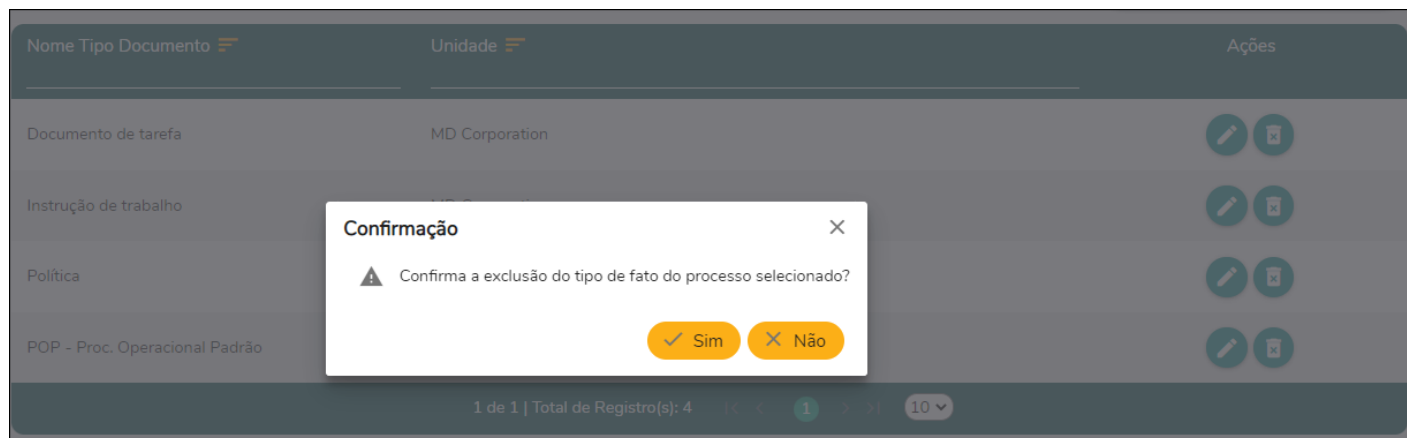 Nome Tipo Documento Unidade Ações
Documento de tarefa MD Corporation
Instrução de trabalho
Confirmação
Política
Confirma a exclusão do tipo de fato do processo selecionado?
Sim Não
POP - Proc. Operacional Padrão
1 de 1 | Total de Registro(s): 4 |< < 1 > >| 10